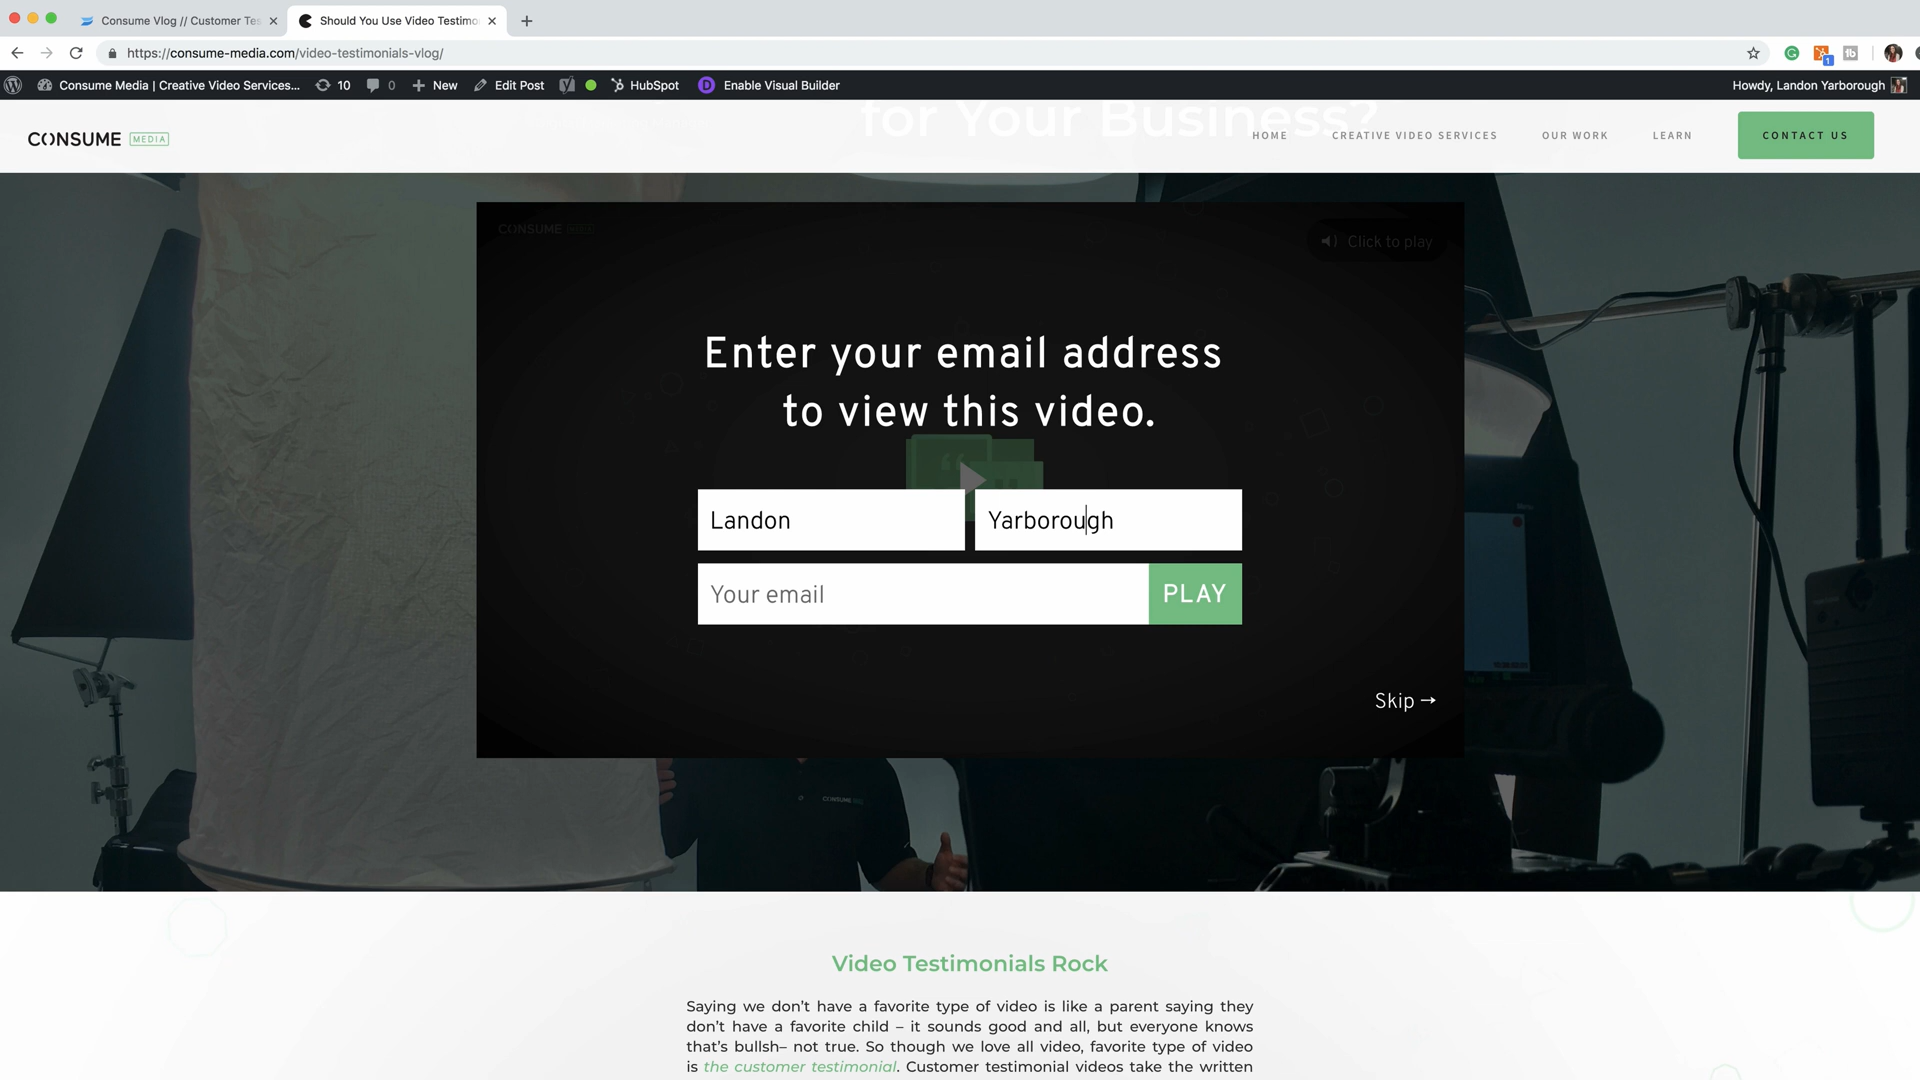 Consume Vlog // Customer Tes
Should You Use Video Testimo
https://consume-media.com/video-testimonials-vlog/
1
Consume Media | Creative Video Services...
10
0
New
Edit Post
HubSpot
D
Enable Visual Builder
Howdy, Landon Yarborough
for Your Business?
CONSUME MEDIA
HOME
CREATIVE VIDEO SERVICES
OUR WORK
LEARN
CONTACT US
CONSUME MEDIA
Click to play
Enter your email address
to view this video.
Landon
Yarborough
Your email
PLAY
Skip →
CONSUME
Video Testimonials Rock
Saying we don't have a favorite type of video is like a parent saying they
don't have a favorite child – it sounds good and all, but everyone knows
that's bullsh– not true. So though we love all video, favorite type of video
is the customer testimonial. Customer testimonial videos take the written